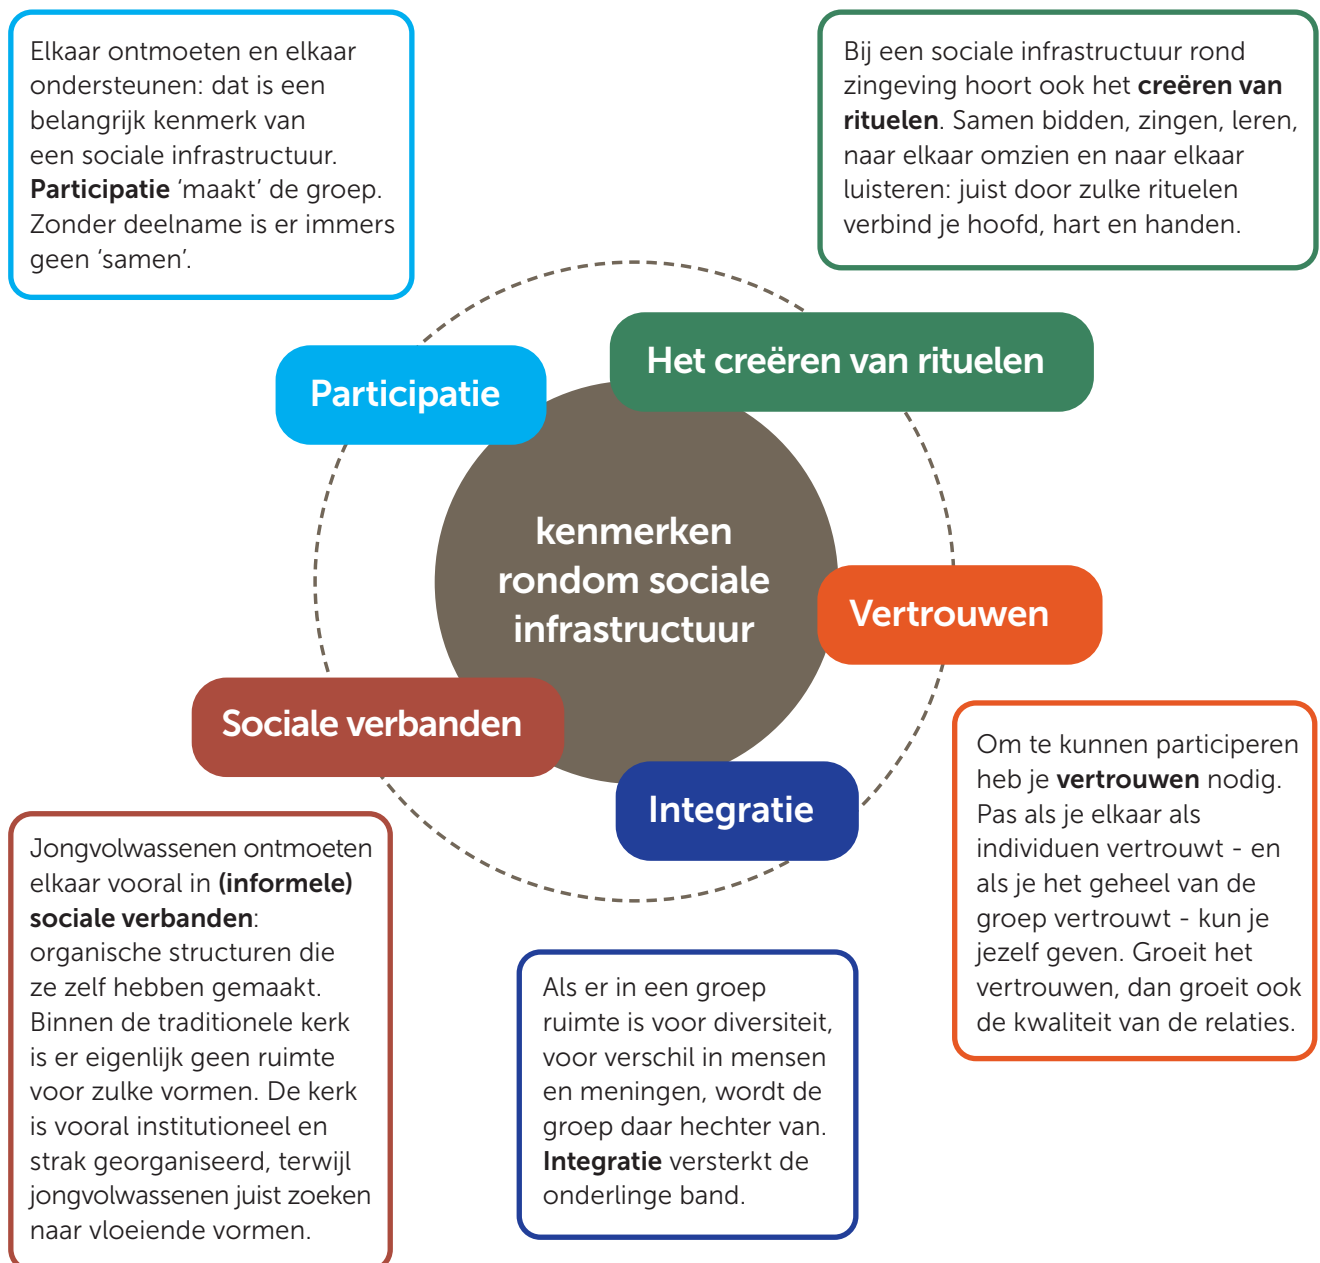 Elkaar ontmoeten en elkaar
ondersteunen: dat is een
belangrijk kenmerk van
een sociale infrastructuur.
Participatie ‘maakt’ de groep.
Zonder deelname is er immers
geen ‘samen’.
Bij een sociale infrastructuur rond
zingeving hoort ook het creëren van
rituelen. Samen bidden, zingen, leren,
naar elkaar omzien en naar elkaar
luisteren: juist door zulke rituelen
verbind je hoofd, hart en handen.
Participatie
Het creëren van rituelen
kenmerken
rondom sociale
infrastructuur
Vertrouwen
Sociale verbanden
Integratie
Om te kunnen participeren
heb je vertrouwen nodig.
Pas als je elkaar als
individuen vertrouwt - en
als je het geheel van de
groep vertrouwt - kun je
jezelf geven. Groeit het
vertrouwen, dan groeit ook
de kwaliteit van de relaties.
Jongvolwassenen ontmoeten
elkaar vooral in (informele)
sociale verbanden:
organische structuren die
ze zelf hebben gemaakt.
Binnen de traditionele kerk
is er eigenlijk geen ruimte
voor zulke vormen. De kerk
is vooral institutioneel en
strak georganiseerd, terwijl
jongvolwassenen juist zoeken
naar vloeiende vormen.
Als er in een groep
ruimte is voor diversiteit,
voor verschil in mensen
en meningen, wordt de
groep daar hechter van.
Integratie versterkt de
onderlinge band.